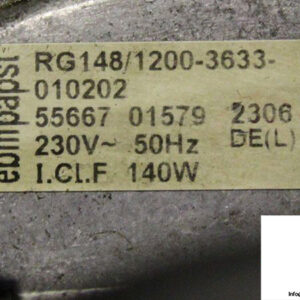 ebmpapst
RG148/1200-3633-
010202
55667 01579 2306
230V~ 50Hz DE(L)
I.Cl.F 140W